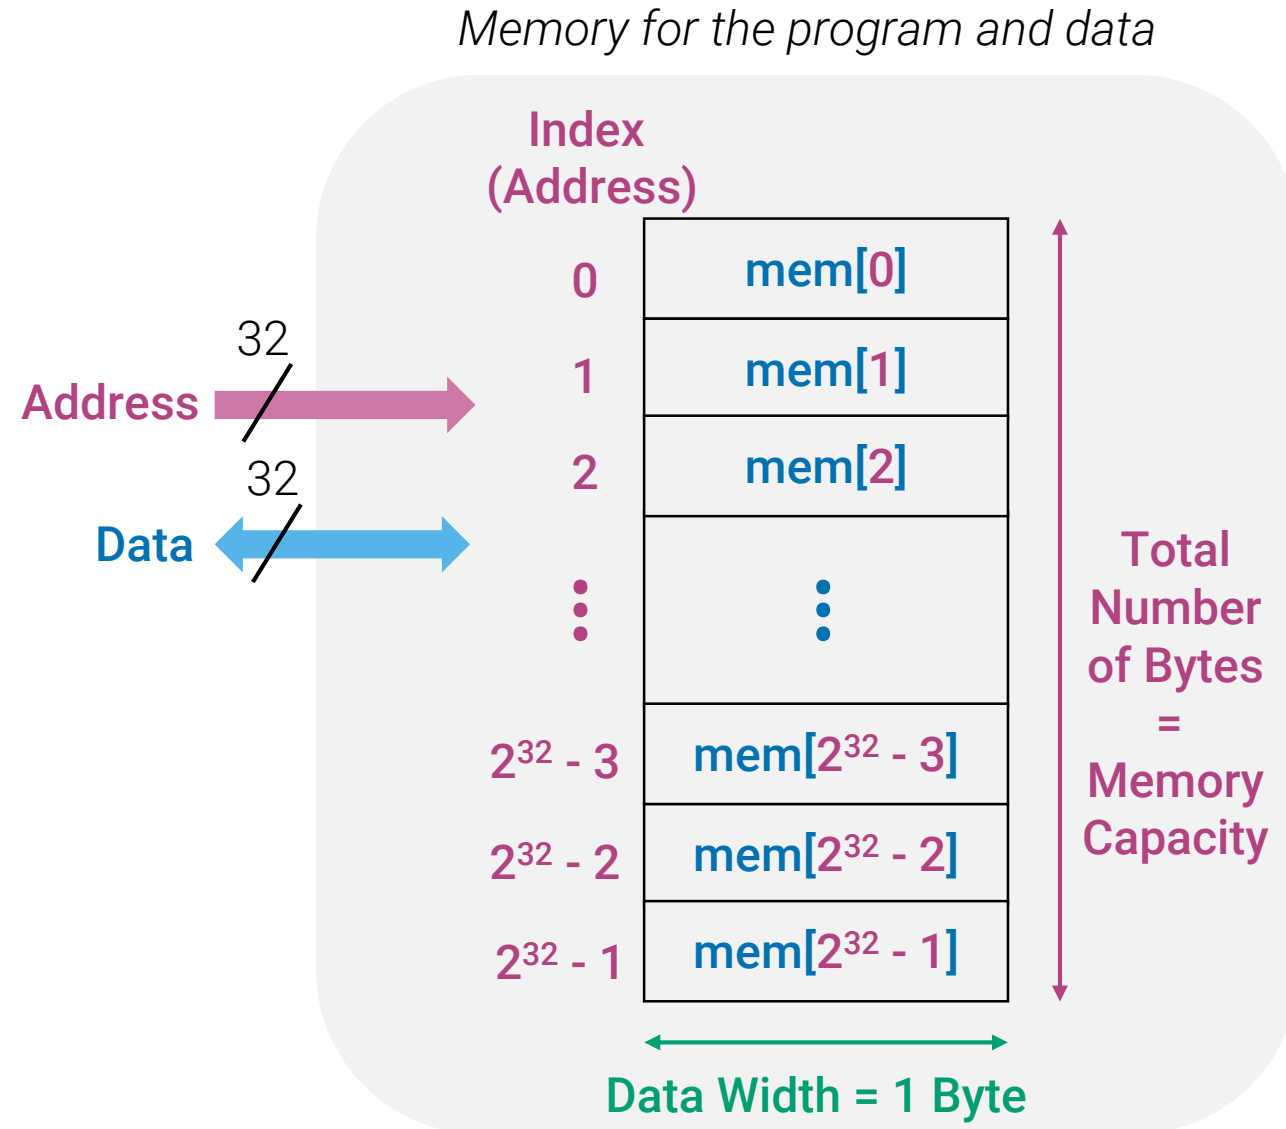 Memory for the program and data
Index
(Address)
0 mem[0]
32
1 mem[1]
Address
2 mem[2]
32
Data
Total
Number
of Bytes
=
Memory
Capacity
2³² - 3 mem[2³² - 3]
2³² - 2 mem[2³² - 2]
2³² - 1 mem[2³² - 1]
Data Width = 1 Byte